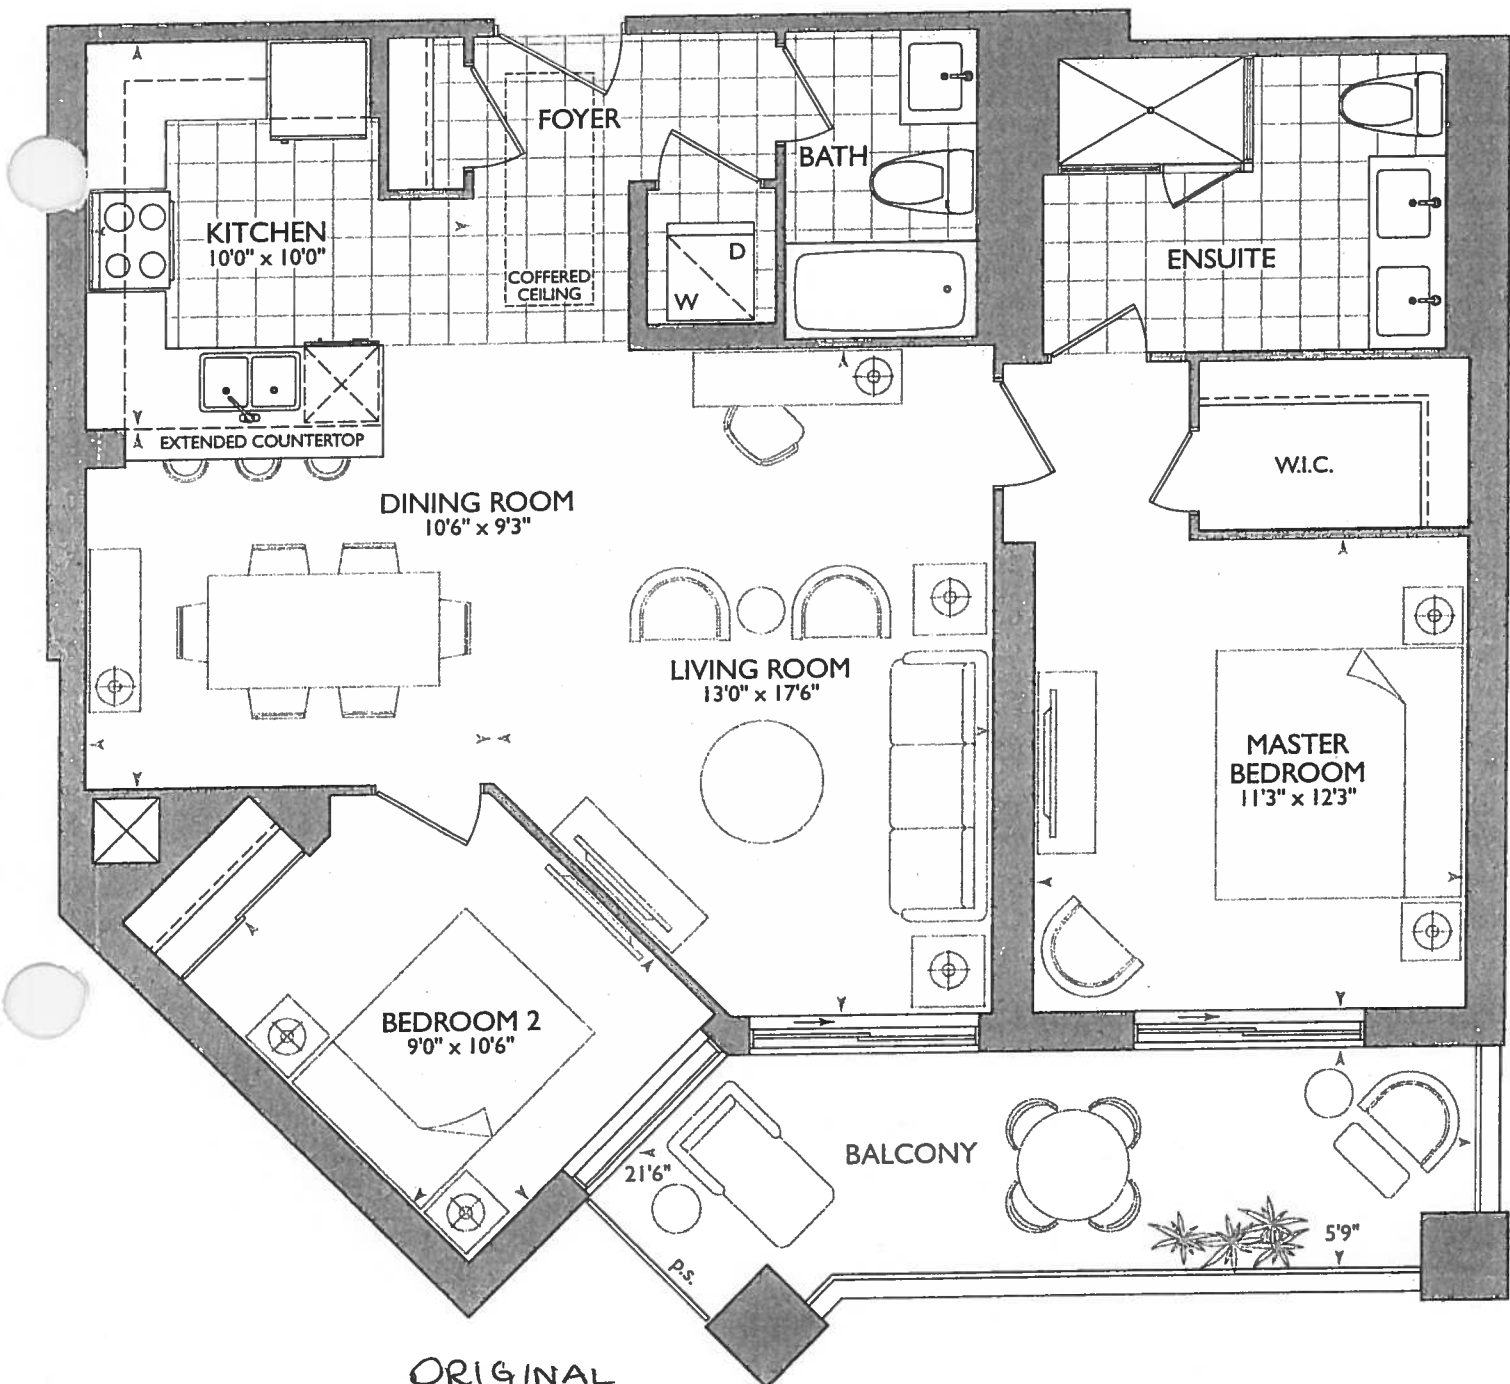 FOYER
BATH
KITCHEN
10'0" x 10'0"
COFFERED
CEILING
D
W
ENSUITE
EXTENDED COUNTERTOP
W.I.C.
DINING ROOM
10'6" x 9'3"
LIVING ROOM
13'0" x 17'6"
MASTER
BEDROOM
11'3" x 12'3"
BEDROOM 2
9'0" x 10'6"
BALCONY
21'6"
5'9"
p.s.
ORIGINAL